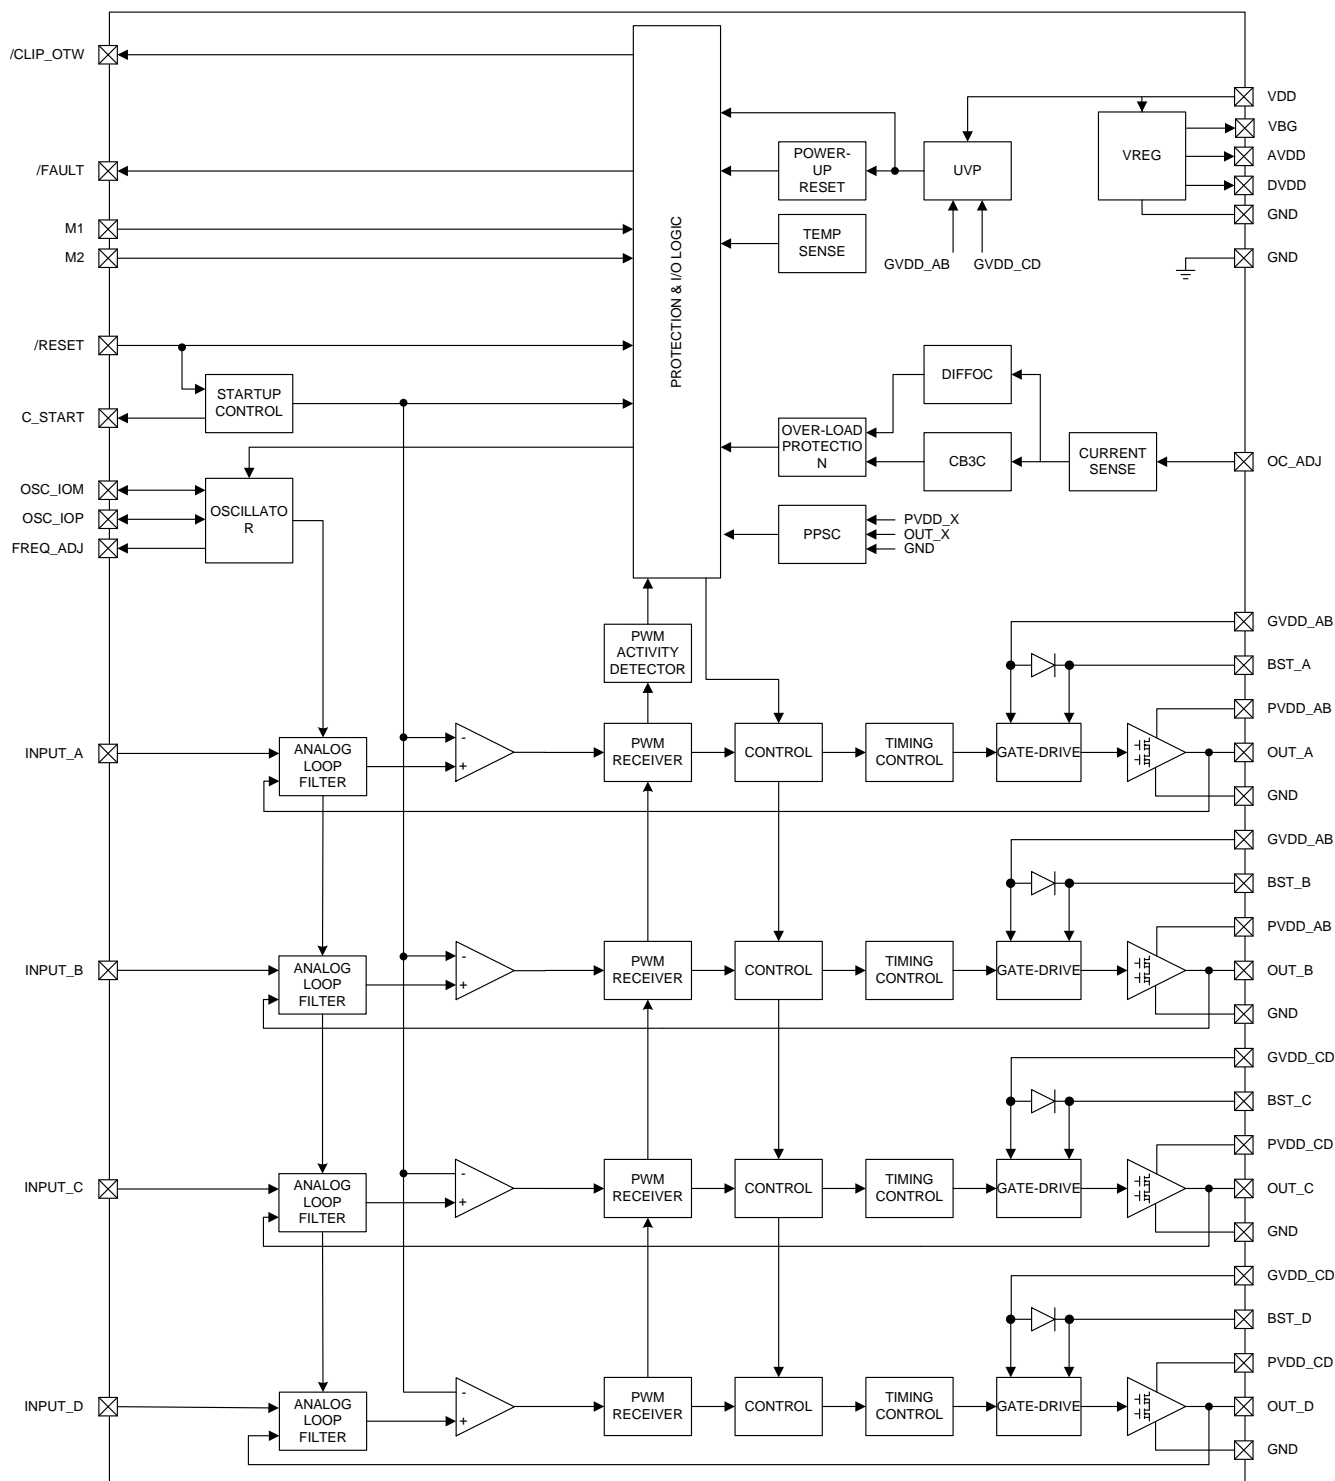 /CLIP_OTW
/FAULT
M1
M2
/RESET
C_START
OSC_IOM
OSC_IOP
FREQ_ADJ
STARTUP
CONTROL
OSCILLATO
R
PROTECTION & I/O LOGIC
POWER-
UP
RESET
UVP
VREG
TEMP
SENSE
GVDD_AB
GVDD_CD
VDD
VBG
AVDD
DVDD
GND
GND
DIFFOC
OVER-LOAD
PROTECTIO
N
CB3C
CURRENT
SENSE
OC_ADJ
PPSC
PVDD_X
OUT_X
GND
PWM
ACTIVITY
DETECTOR
INPUT_A
ANALOG
LOOP
FILTER
-
+
PWM
RECEIVER
CONTROL
TIMING
CONTROL
GATE-DRIVE
GVDD_AB
BST_A
PVDD_AB
OUT_A
GND
INPUT_B
ANALOG
LOOP
FILTER
-
+
PWM
RECEIVER
CONTROL
TIMING
CONTROL
GATE-DRIVE
GVDD_AB
BST_B
PVDD_AB
OUT_B
GND
INPUT_C
ANALOG
LOOP
FILTER
-
+
PWM
RECEIVER
CONTROL
TIMING
CONTROL
GATE-DRIVE
GVDD_CD
BST_C
PVDD_CD
OUT_C
GND
INPUT_D
ANALOG
LOOP
FILTER
-
+
PWM
RECEIVER
CONTROL
TIMING
CONTROL
GATE-DRIVE
GVDD_CD
BST_D
PVDD_CD
OUT_D
GND